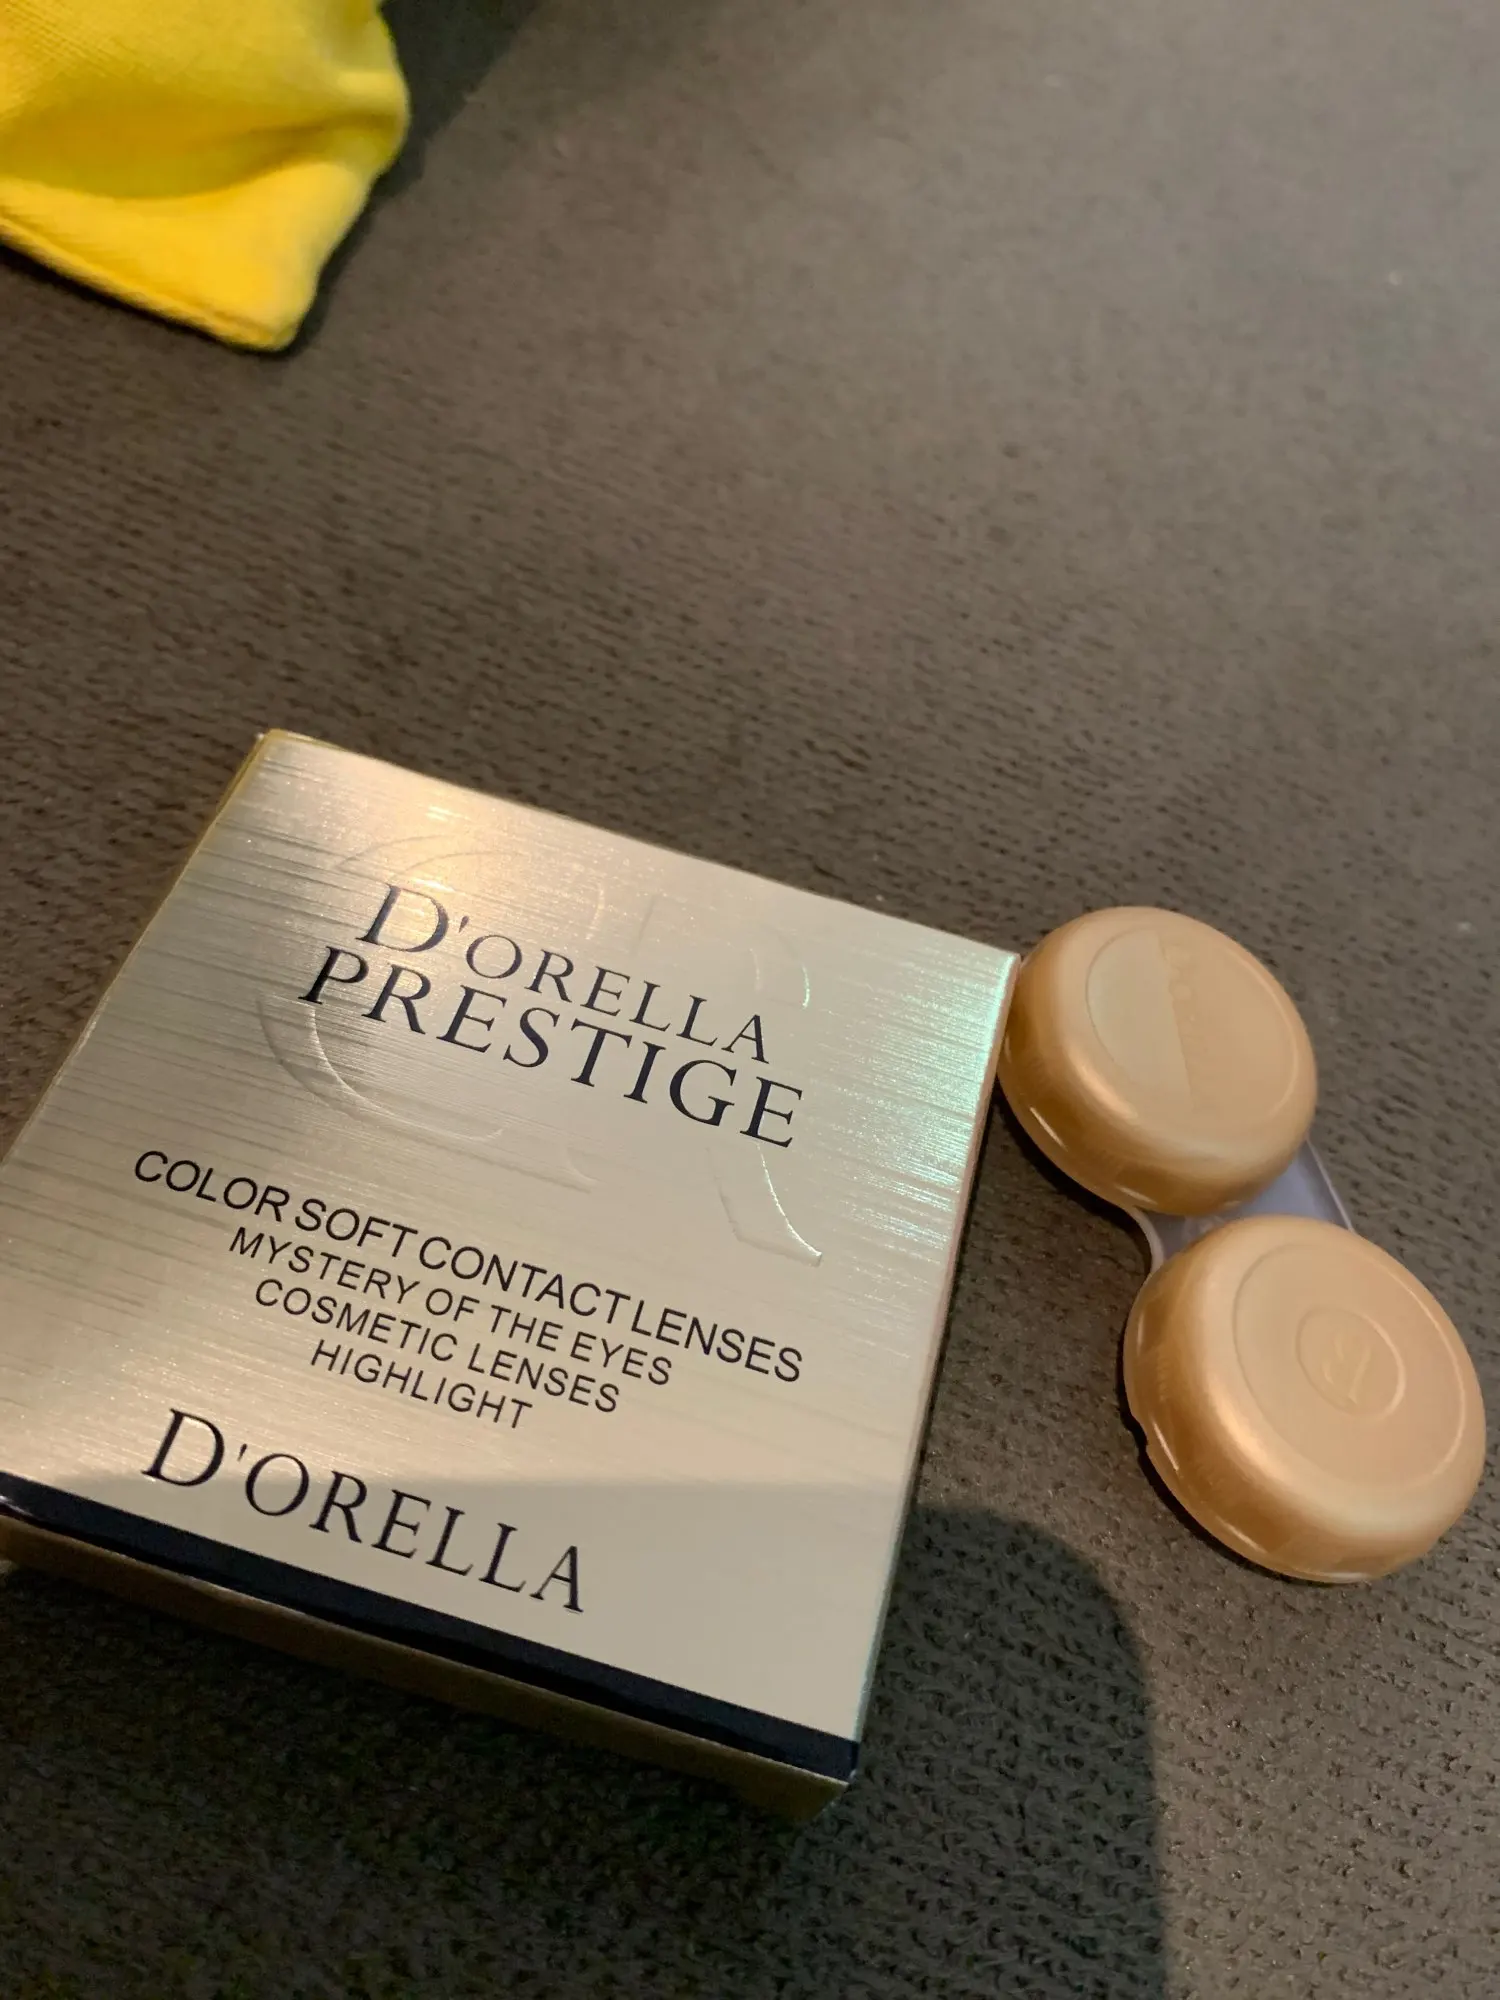 D'ORELLA
PRESTIGE
COLOR SOFT CONTACT LENSES
MYSTERY OF THE EYES
COSMETIC LENSES
HIGHLIGHT
D'ORELLA